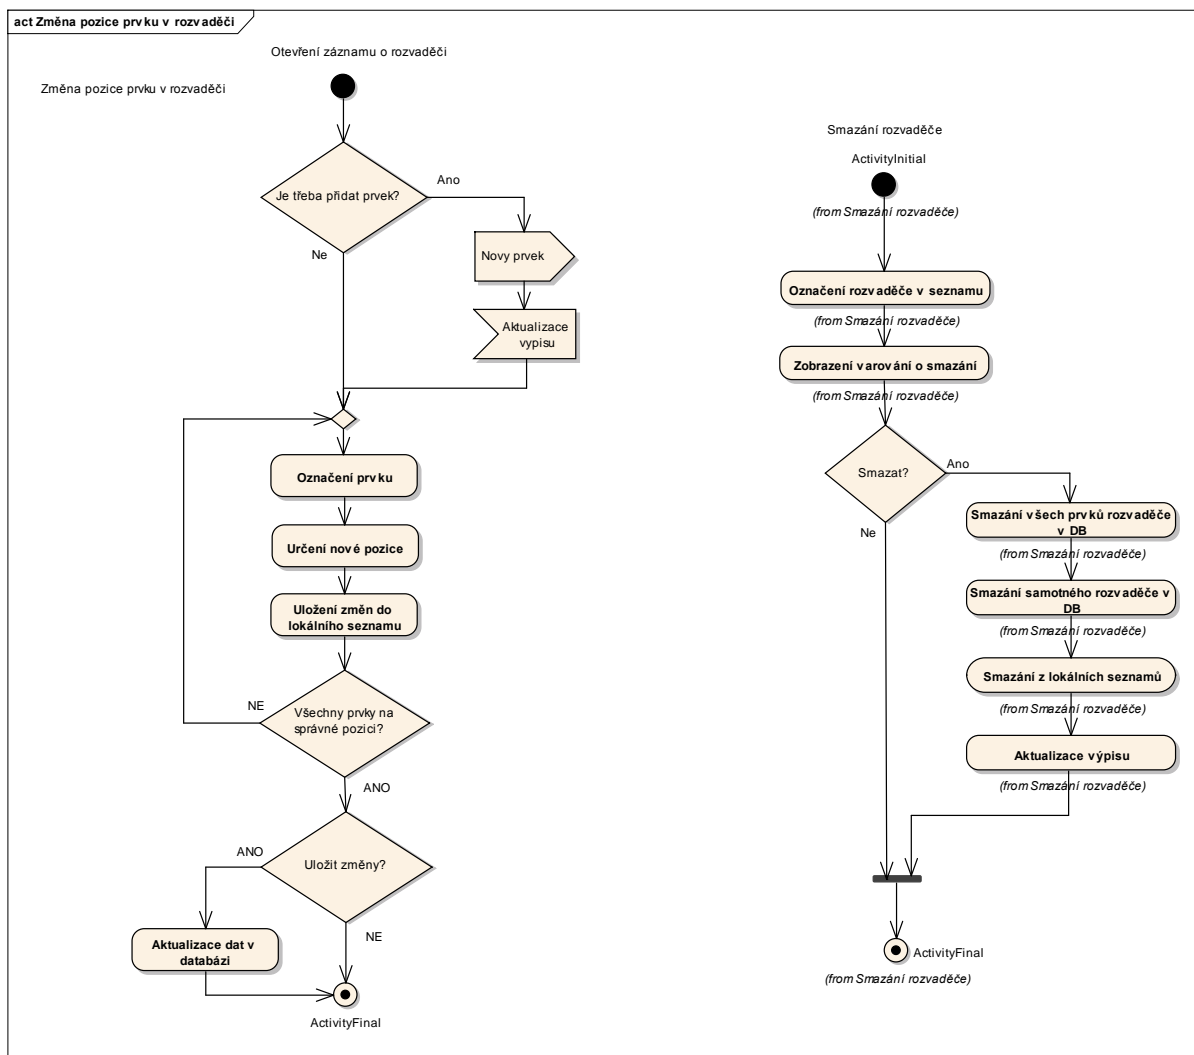 act Změna pozice prvku v rozvaděči
Otevření záznamu o rozvaděči
Změna pozice prvku v rozvaděči
Je třeba přidat prvek?
Ano
Ne
Novy prvek
Aktualizace
vypisu
Označení prvku
Určení nové pozice
Uložení změn do
lokálního seznamu
Všechny prvky na
správné pozici?
NE
ANO
Uložit změny?
ANO
NE
Aktualizace dat v
databázi
ActivityFinal
Smazání rozvaděče
ActivityInitial
(from Smazání rozvaděče)
Označení rozvaděče v seznamu
(from Smazání rozvaděče)
Zobrazení varování o smazání
(from Smazání rozvaděče)
Smazat?
Ano
Ne
Smazání všech prvků rozvaděče
v DB
(from Smazání rozvaděče)
Smazání samotného rozvaděče v
DB
(from Smazání rozvaděče)
Smazání z lokálních seznamů
(from Smazání rozvaděče)
Aktualizace výpisu
(from Smazání rozvaděče)
ActivityFinal
(from Smazání rozvaděče)